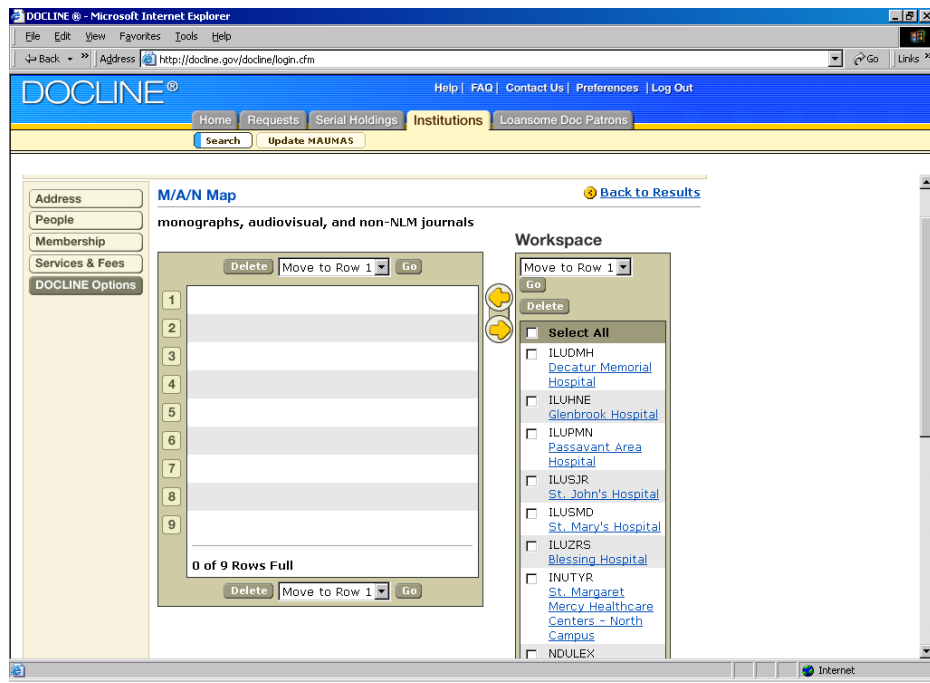 DOCLINE ® - Microsoft Internet Explorer
File Edit View Favorites Tools Help
Back » Address http://docline.gov/docline/login.cfm Go Links »
DOCLINE®
Help | FAQ | Contact Us | Preferences | Log Out
Home Requests Serial Holdings Institutions Loansome Doc Patrons
Search Update MAUMAS
Address
People
Membership
Services & Fees
DOCLINE Options
M/A/N Map
Back to Results
monographs, audiovisual, and non-NLM journals
Delete Move to Row 1 Go
1
2
3
4
5
6
7
8
9
0 of 9 Rows Full
Delete Move to Row 1 Go
Workspace
Move to Row 1
Go
Delete
Select All
ILUDMH
Decatur Memorial
Hospital
ILUHNE
Glenbrook Hospital
ILUPMN
Passavant Area
Hospital
ILUSJR
St. John's Hospital
ILUSMD
St. Mary's Hospital
ILUZRS
Blessing Hospital
INUTYR
St. Margaret
Mercy Healthcare
Centers - North
Campus
NDULEX
Internet